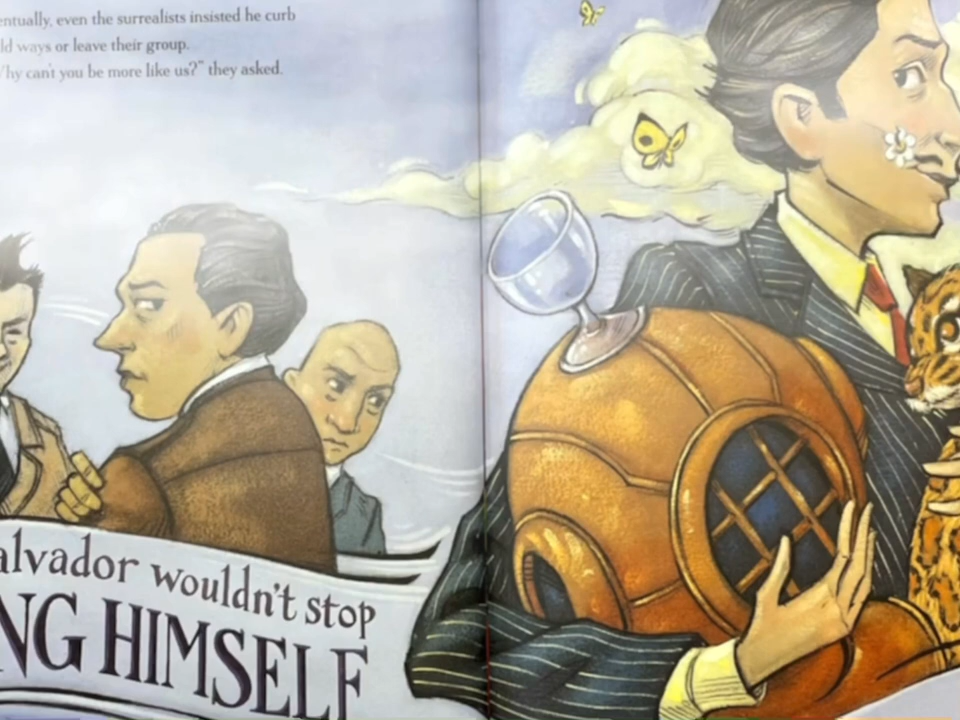 entually, even the surrealists insisted he curb
ld ways or leave their group.
hy can't you be more like us?" they asked.
alvador wouldn't stop
NG HIMSELF